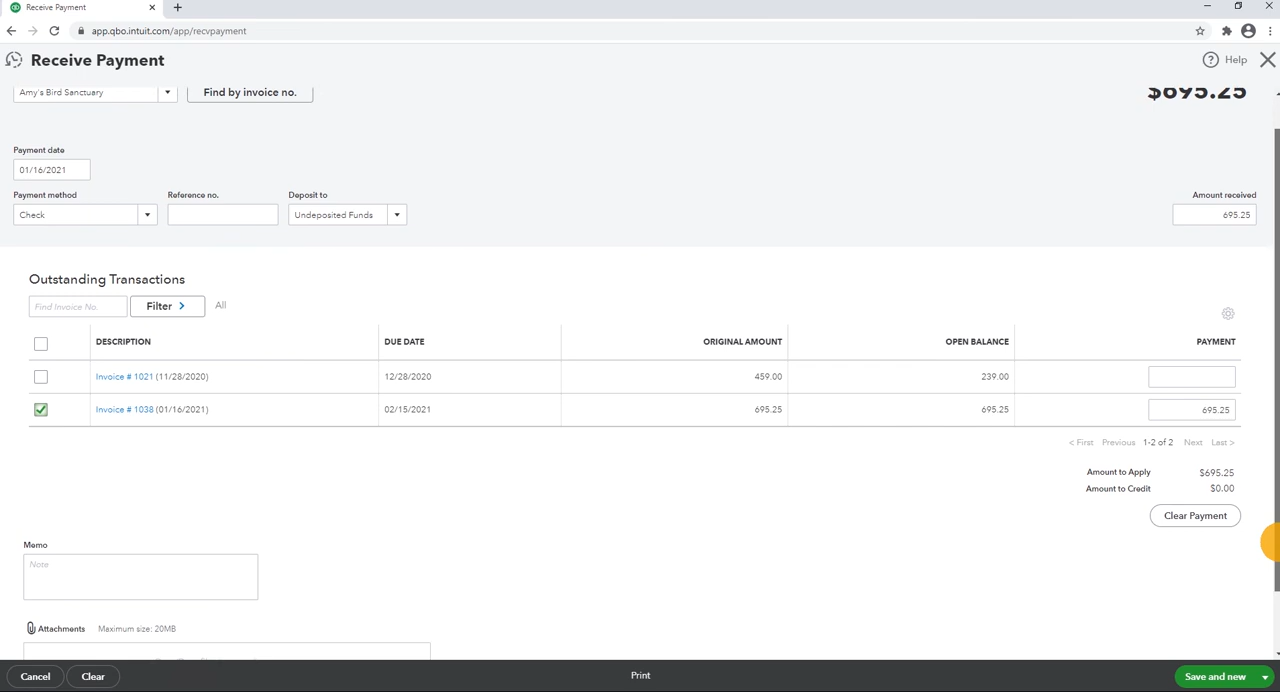 Receive Payment
app.qbo.intuit.com/app/recvpayment
Receive Payment
Help
Amy's Bird Sanctuary
Find by invoice no.
$695.25
Payment date
01/16/2021
Payment method
Reference no.
Deposit to
Amount received
Check
Undeposited Funds
695.25
Outstanding Transactions
Find Invoice No.
Filter >
All
DESCRIPTION
DUE DATE
ORIGINAL AMOUNT
OPEN BALANCE
PAYMENT
Invoice # 1021 (11/28/2020)
12/28/2020
459.00
239.00
Invoice # 1038 (01/16/2021)
02/15/2021
695.25
695.25
695.25
< First Previous 1-2 of 2 Next Last >
Amount to Apply
$695.25
Amount to Credit
$0.00
Clear Payment
Memo
Note
Attachments
Maximum size: 20MB
Cancel
Clear
Print
Save and new